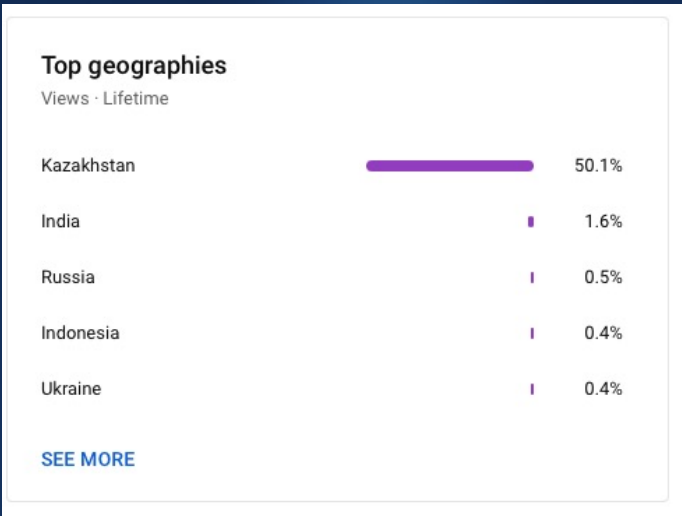 Top geographies
Views · Lifetime
Kazakhstan 50.1%
India 1.6%
Russia 0.5%
Indonesia 0.4%
Ukraine 0.4%
SEE MORE